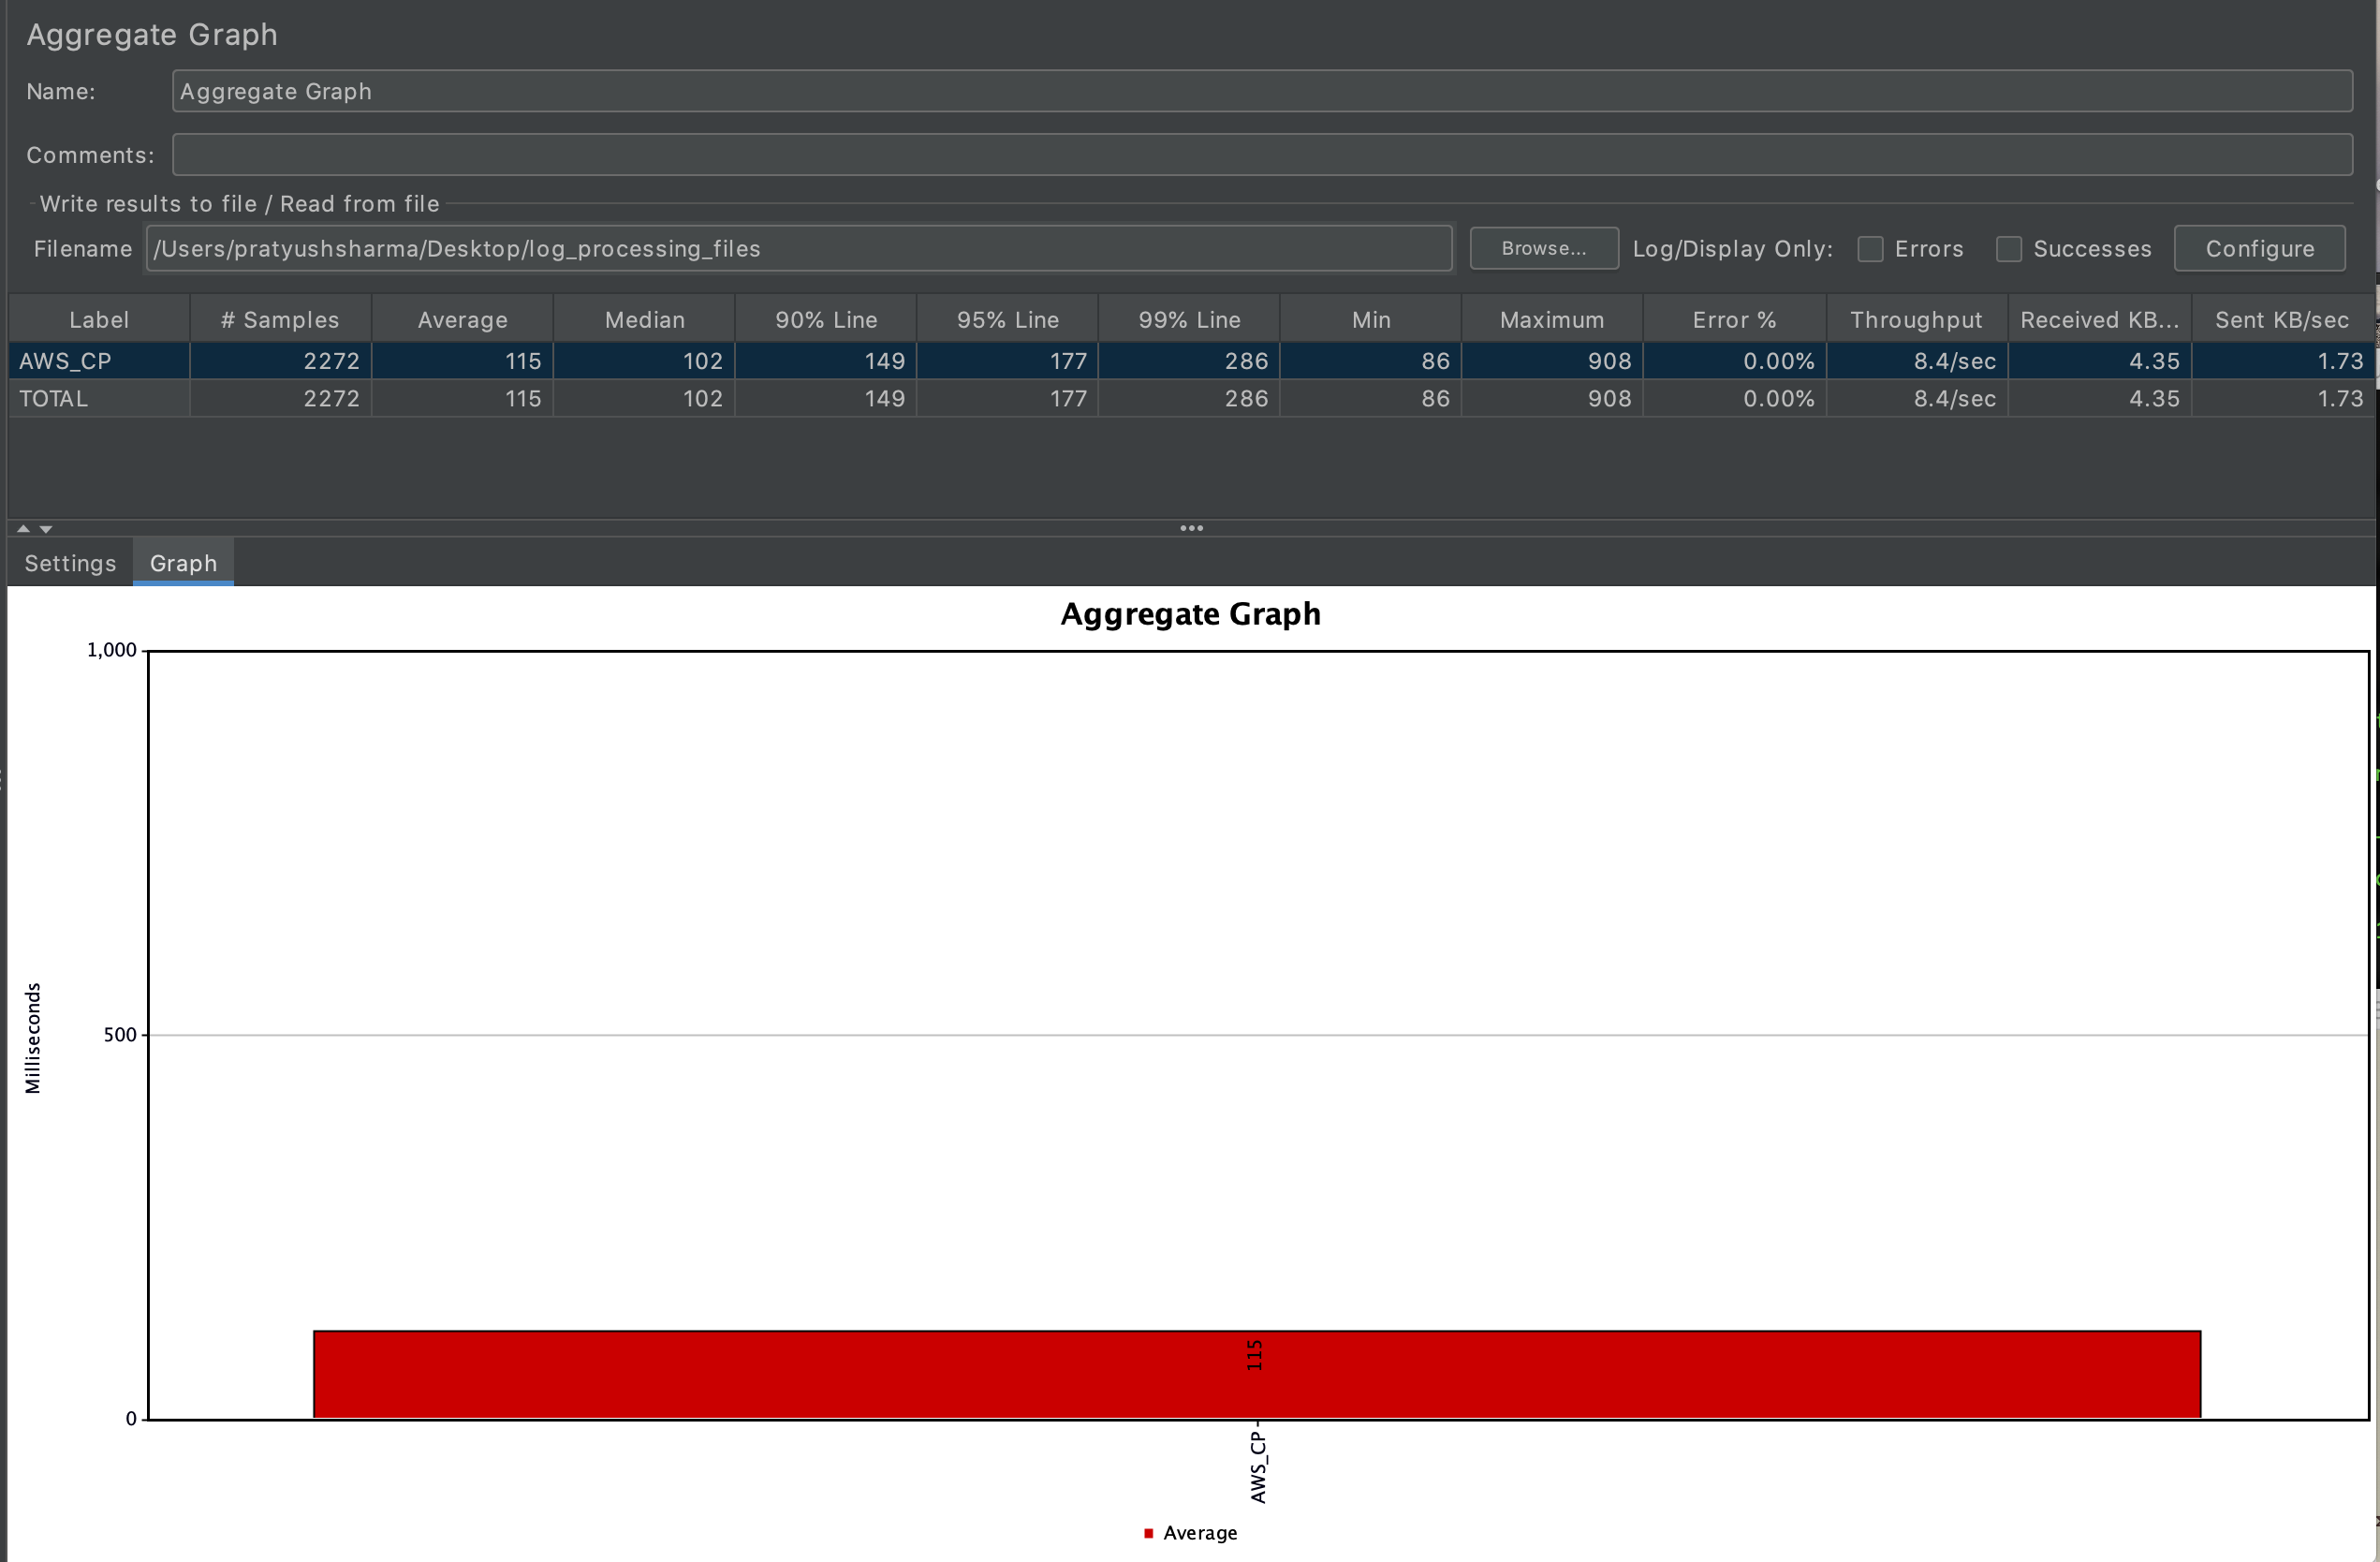 Aggregate Graph
Name: Aggregate Graph
Comments:
Write results to file / Read from file
Filename /Users/pratyushsharma/Desktop/log_processing_files Browse... Log/Display Only: Errors Successes Configure
Label # Samples Average Median 90% Line 95% Line 99% Line Min Maximum Error % Throughput Received KB... Sent KB/sec
AWS_CP 2272 115 102 149 177 286 86 908 0.00% 8.4/sec 4.35 1.73
TOTAL 2272 115 102 149 177 286 86 908 0.00% 8.4/sec 4.35 1.73
Settings Graph
Aggregate Graph
1,000
500
0
Milliseconds
115
AWS_CP
Average